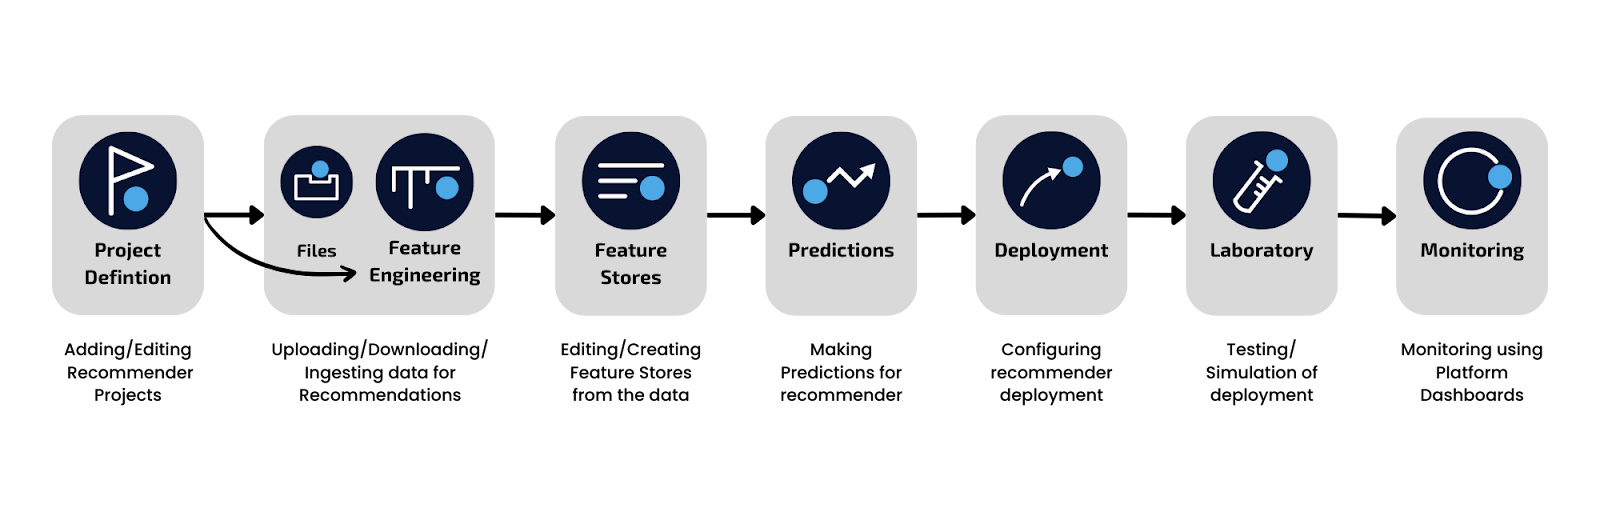 Project
Defintion
Files
Feature
Engineering
Feature
Stores
Predictions
Deployment
Laboratory
Monitoring
Adding/Editing
Recommender
Projects
Uploading/Downloading/
Ingesting data for
Recommendations
Editing/Creating
Feature Stores
from the data
Making
Predictions for
recommender
Configuring
recommender
deployment
Testing/
Simulation of
deployment
Monitoring using
Platform
Dashboards